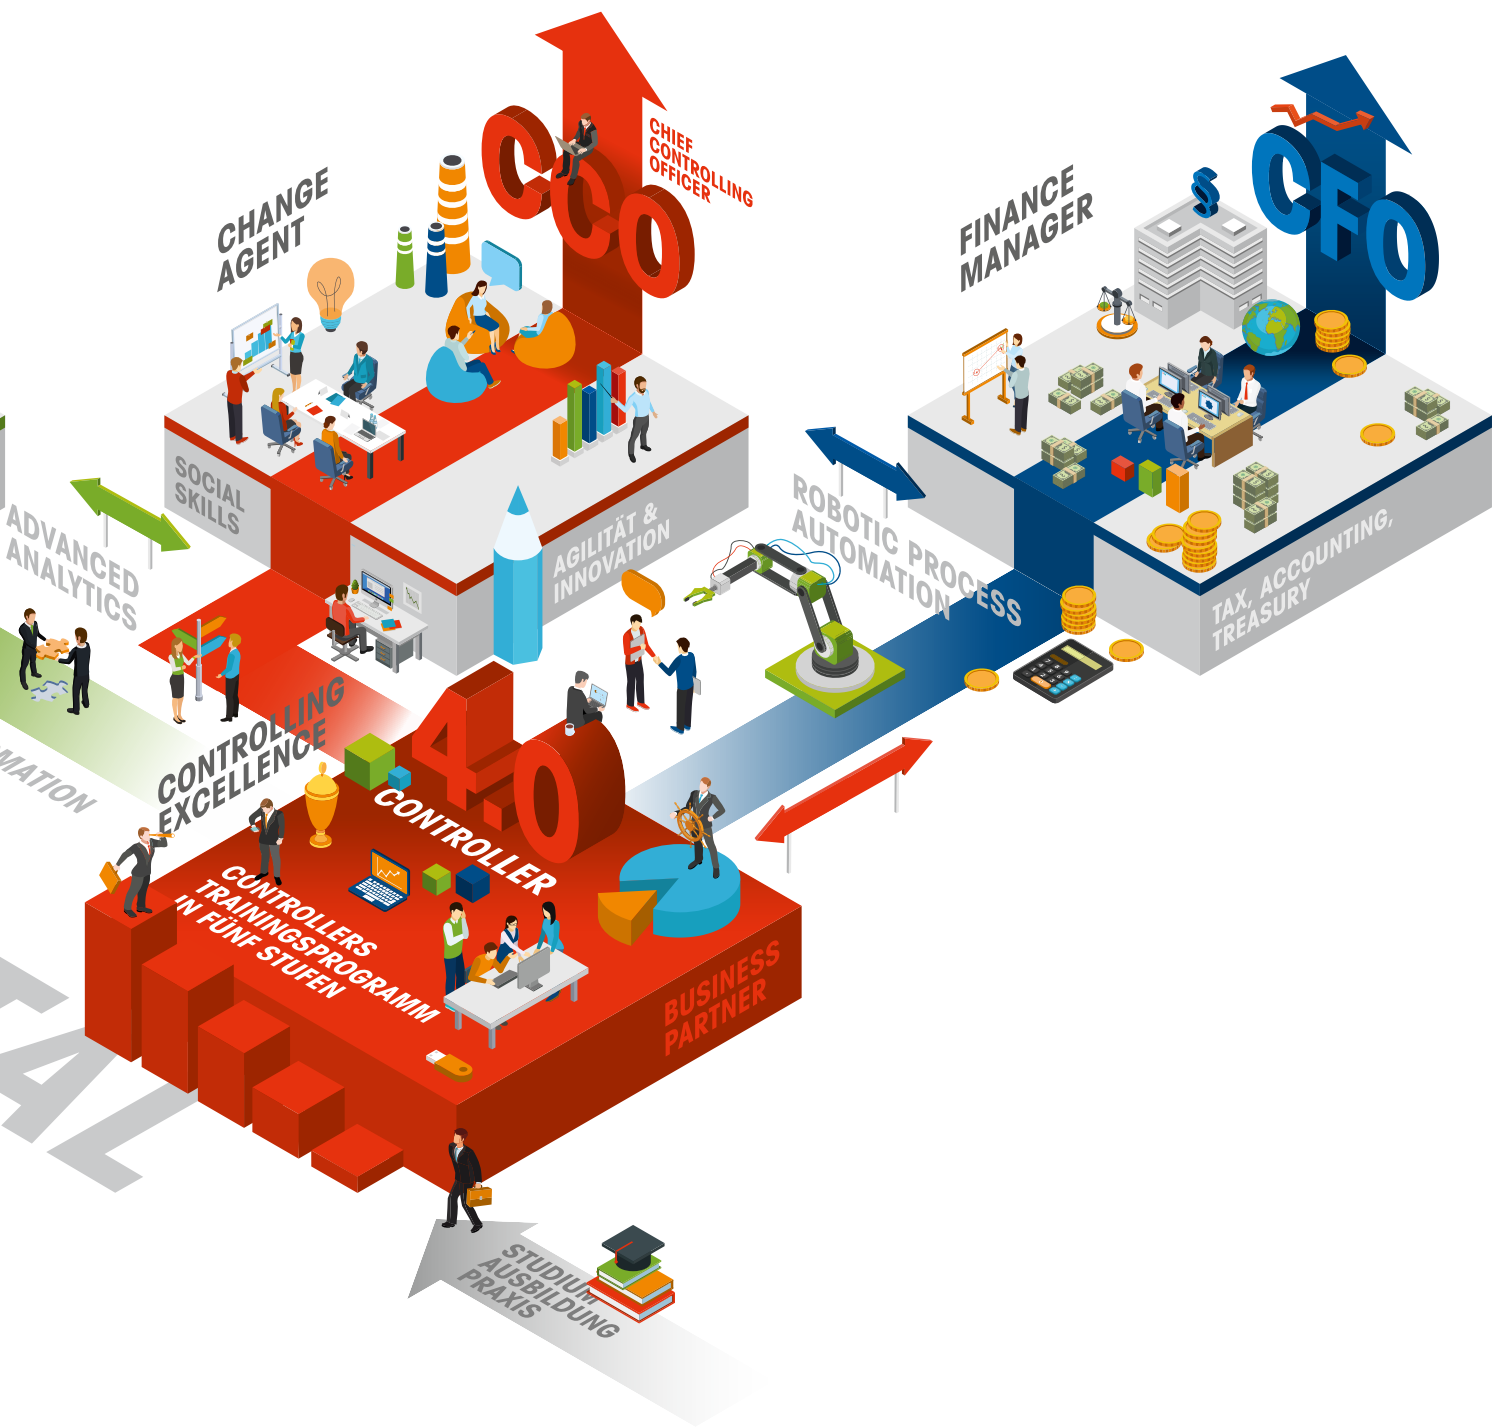 CCO
CHIEF
CONTROLLING
OFFICER
CHANGE
AGENT
SOCIAL
SKILLS
AGILITÄT &
INNOVATION
FINANCE
MANAGER
§
CFO
TAX, ACCOUNTING,
TREASURY
ROBOTIC PROCESS
AUTOMATION
ADVANCED
ANALYTICS
CONTROLLING
EXCELLENCE
4.0
CONTROLLER
CONTROLLERS
TRAININGSPROGRAMM
IN FÜNF STUFEN
BUSINESS
PARTNER
STUDIUM
AUSBILDUNG
PRAXIS